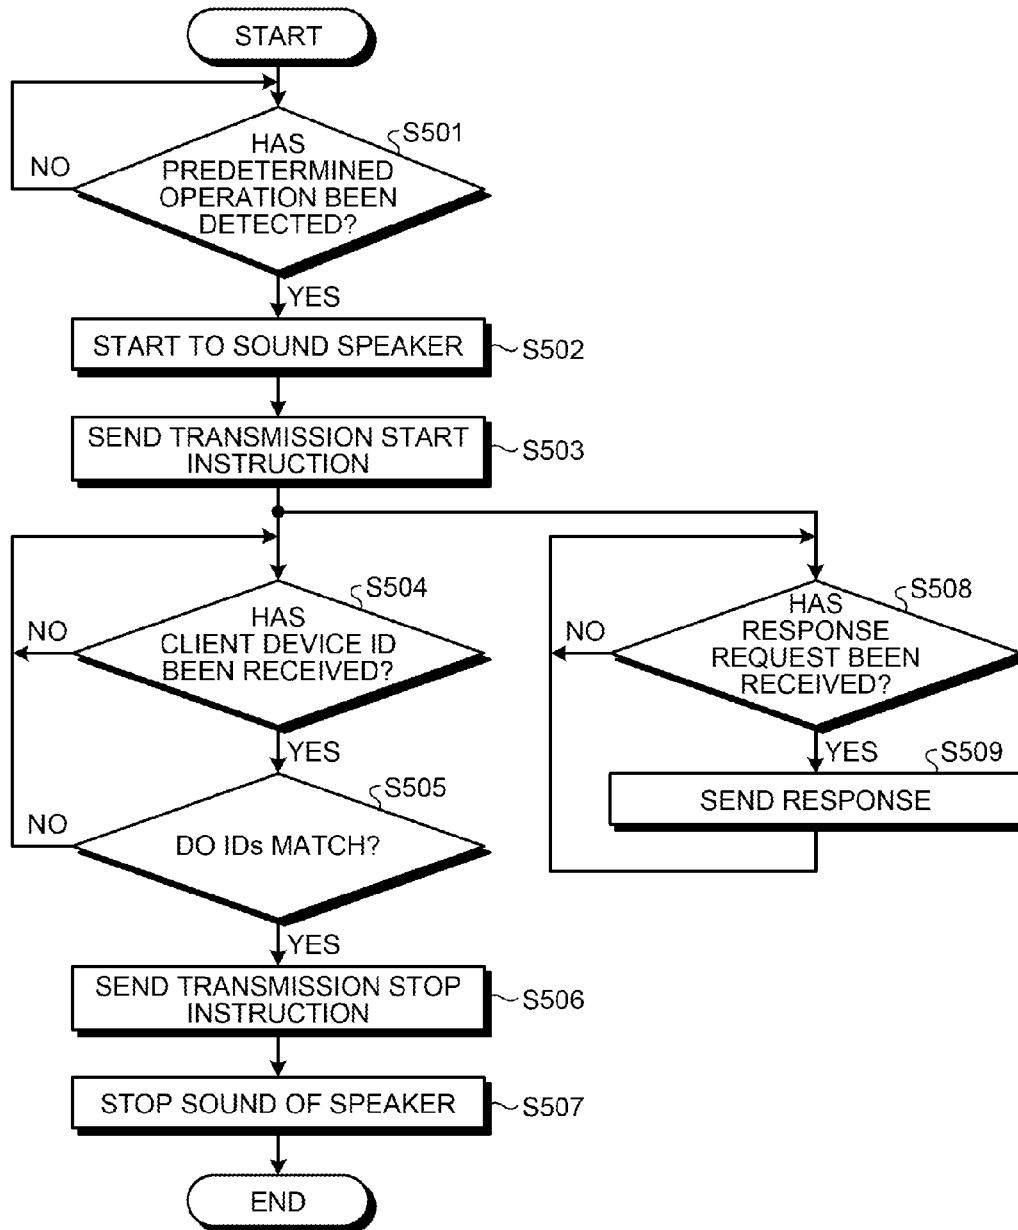 START
S501
HAS
PREDETERMINED
OPERATION BEEN
DETECTED?
NO
YES
START TO SOUND SPEAKER
S502
SEND TRANSMISSION START
INSTRUCTION
S503
S504
HAS
CLIENT DEVICE ID
BEEN RECEIVED?
NO
YES
S505
DO IDs MATCH?
NO
YES
SEND TRANSMISSION STOP
INSTRUCTION
S506
STOP SOUND OF SPEAKER
S507
END
S508
HAS
RESPONSE
REQUEST BEEN
RECEIVED?
NO
YES
S509
SEND RESPONSE